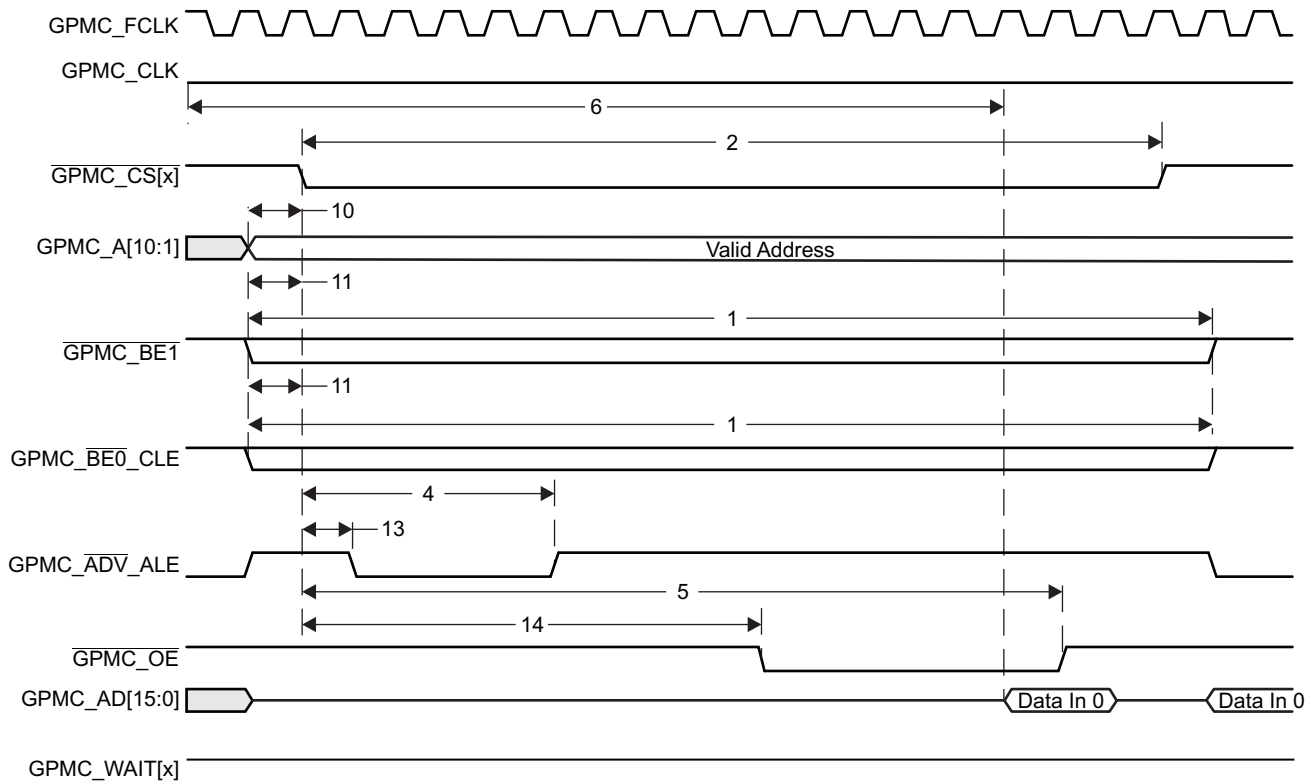 GPMC_FCLK
GPMC_CLK
6
2
GPMC_CS[x]
10
GPMC_A[10:1]
Valid Address
11
1
GPMC_BE1
11
1
GPMC_BE0_CLE
4
13
GPMC_ADV_ALE
5
14
GPMC_OE
GPMC_AD[15:0]
Data In 0
Data In 0
GPMC_WAIT[x]